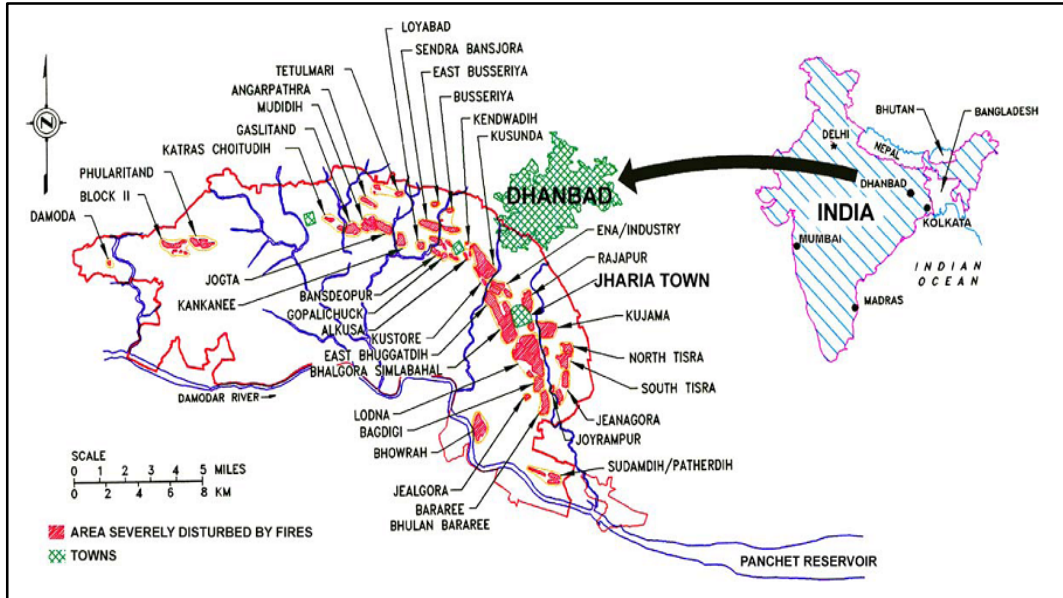 LOYABAD
SENDRA BANSJORA
TETULMARI
EAST BUSSERIYA
ANGARPATHRA
BUSSERIYA
MUDIDIH
KENDWADIH
GASLITAND
KUSUNDA
KATRAS CHOITUDIH
PHULARITAND
BLOCK II
DAMODA
N
DHANBAD
BHUTAN
BANGLADESH
DELHI
NEPAL
DHANBAD
INDIA
KOLKATA
MUMBAI
INDIAN
OCEAN
MADRAS
ENA/INDUSTRY
RAJAPUR
JHARIA TOWN
KUJAMA
NORTH TISRA
SOUTH TISRA
JEANAGORA
JOYRAMPUR
SUDAMDIH/PATHERDIH
JOGTA
KANKANEE
BANSDEOPUR
GOPALICHUCK
ALKUSA
KUSTORE
EAST BHUGGATDIH
BHALGORA SIMLABAHAL
DAMODAR RIVER
LODNA
BAGDIGI
BHOWRAH
JEALGORA
BARAREE
BHULAN BARAREE
SCALE
0 1 2 3 4 5 MILES
0 2 4 6 8 KM
AREA SEVERELY DISTURBED BY FIRES
TOWNS
PANCHET RESERVOIR